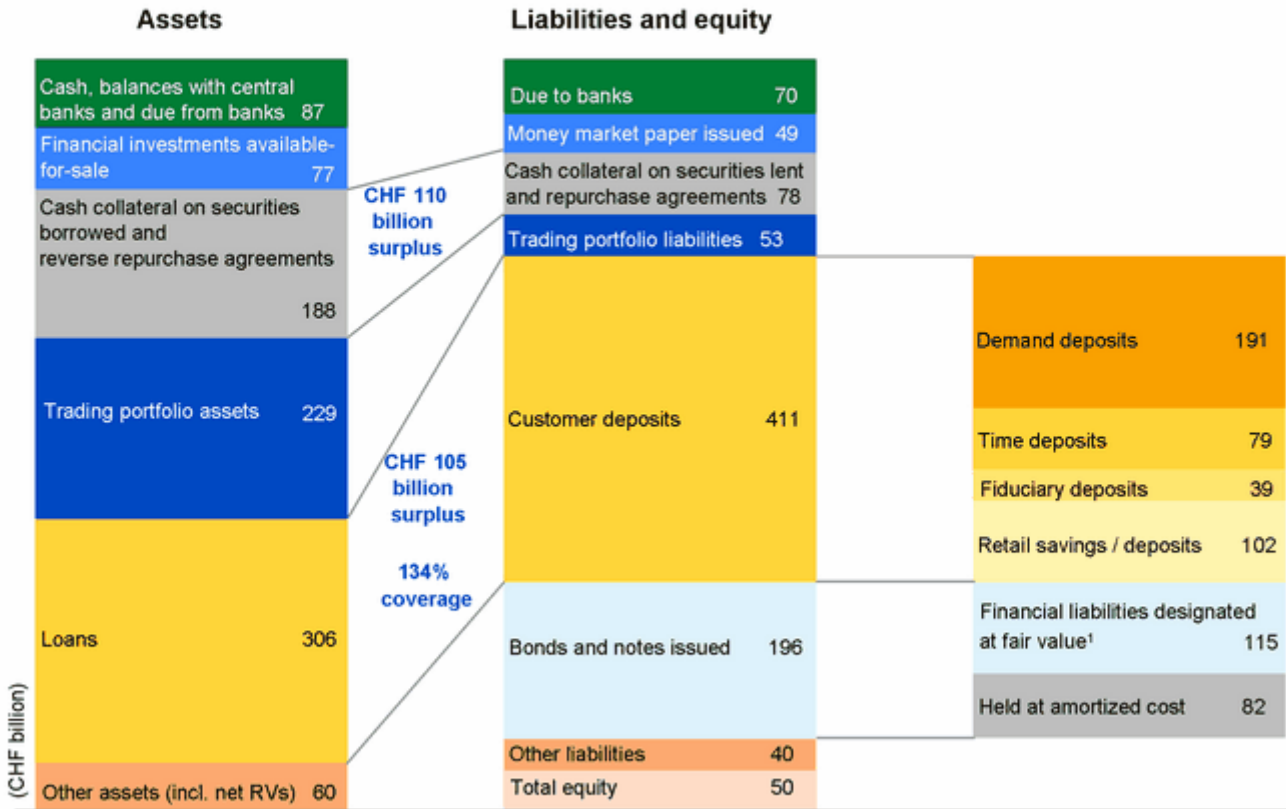 Assets
Liabilities and equity
Cash, balances with central
banks and due from banks 87
Financial investments available-
for-sale 77
Cash collateral on securities
borrowed and
reverse repurchase agreements
188
Trading portfolio assets 229
Loans 306
Other assets (incl. net RVs) 60
(CHF billion)
CHF 110
billion
surplus
CHF 105
billion
surplus
134%
coverage
Due to banks 70
Money market paper issued 49
Cash collateral on securities lent
and repurchase agreements 78
Trading portfolio liabilities 53
Customer deposits 411
Bonds and notes issued 196
Other liabilities 40
Total equity 50
Demand deposits 191
Time deposits 79
Fiduciary deposits 39
Retail savings / deposits 102
Financial liabilities designated
at fair value¹ 115
Held at amortized cost 82